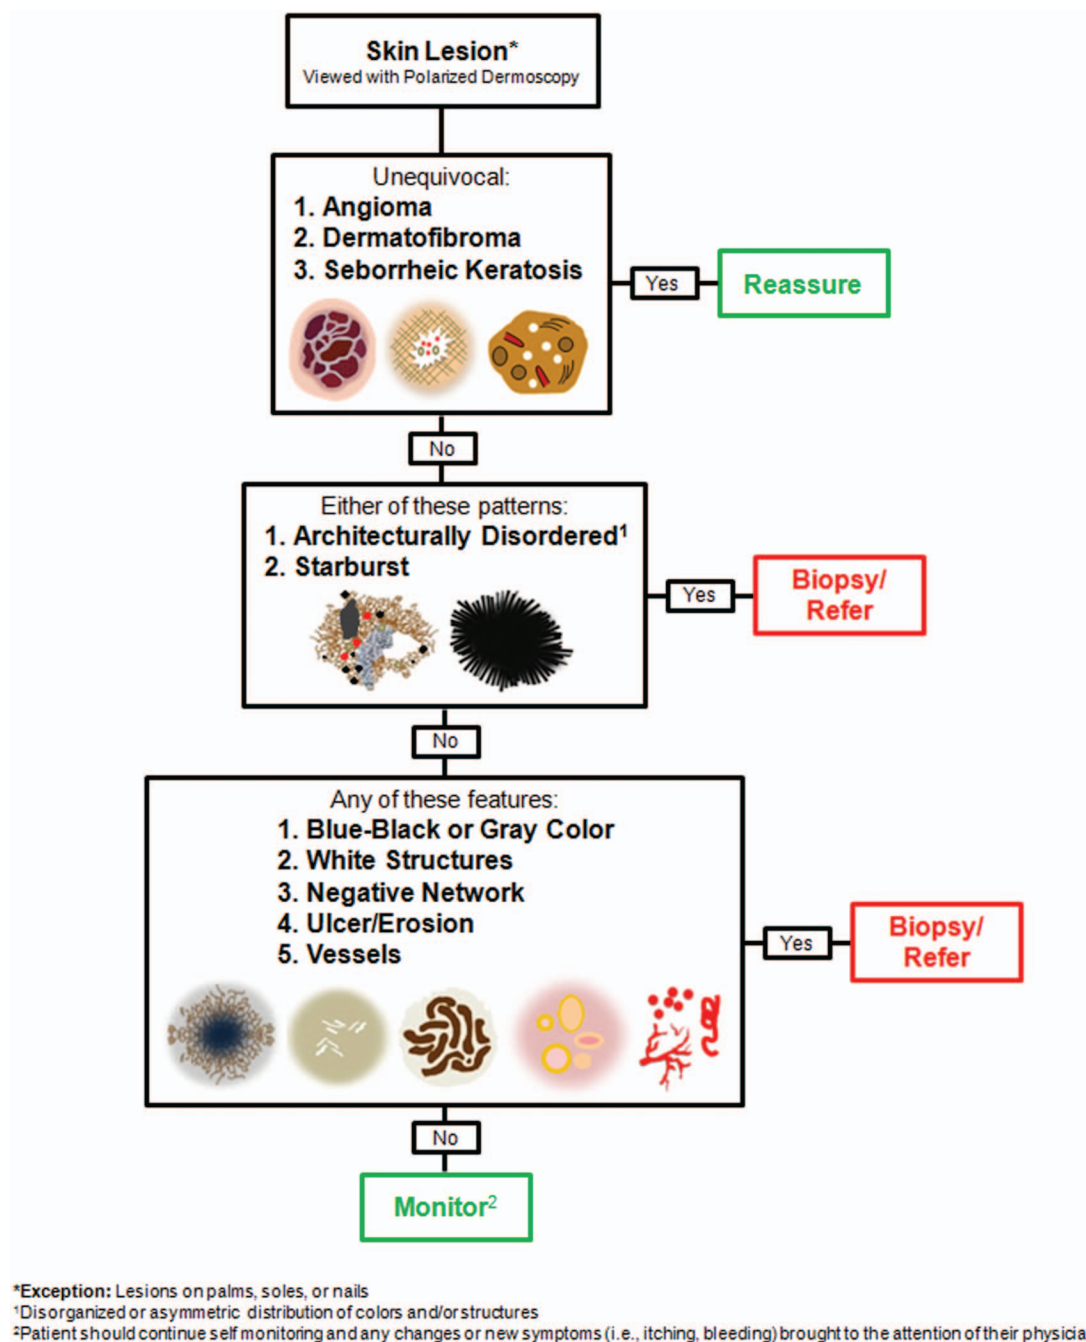 Skin Lesion*
Viewed with Polarized Dermoscopy
Unequivocal:
1. Angioma
2. Dermatofibroma
3. Seborrheic Keratosis
Yes
Reassure
No
Either of these patterns:
1. Architecturally Disordered¹
2. Starburst
Yes
Biopsy/
Refer
No
Any of these features:
1. Blue-Black or Gray Color
2. White Structures
3. Negative Network
4. Ulcer/Erosion
5. Vessels
Yes
Biopsy/
Refer
No
Monitor²
*Exception: Lesions on palms, soles, or nails
¹Disorganized or asymmetric distribution of colors and/or structures
²Patient should continue self monitoring and any changes or new symptoms (i.e., itching, bleeding) brought to the attention of their